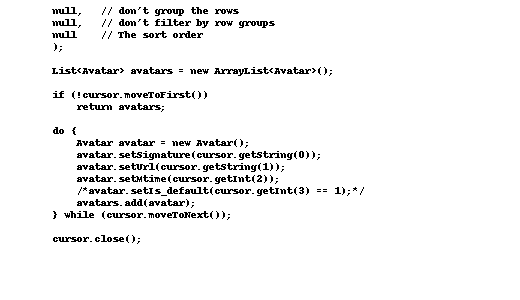 null,   // don't group the rows
null,   // don't filter by row groups
null    // The sort order
);

List<Avatar> avatars = new ArrayList<Avatar>();

if (!cursor.moveToFirst())
    return avatars;

do {
    Avatar avatar = new Avatar();
    avatar.setSignature(cursor.getString(0));
    avatar.setUrl(cursor.getString(1));
    avatar.setMtime(cursor.getInt(2));
    /*avatar.setIs_default(cursor.getInt(3) == 1);*/
    avatars.add(avatar);
} while (cursor.moveToNext());

cursor.close();